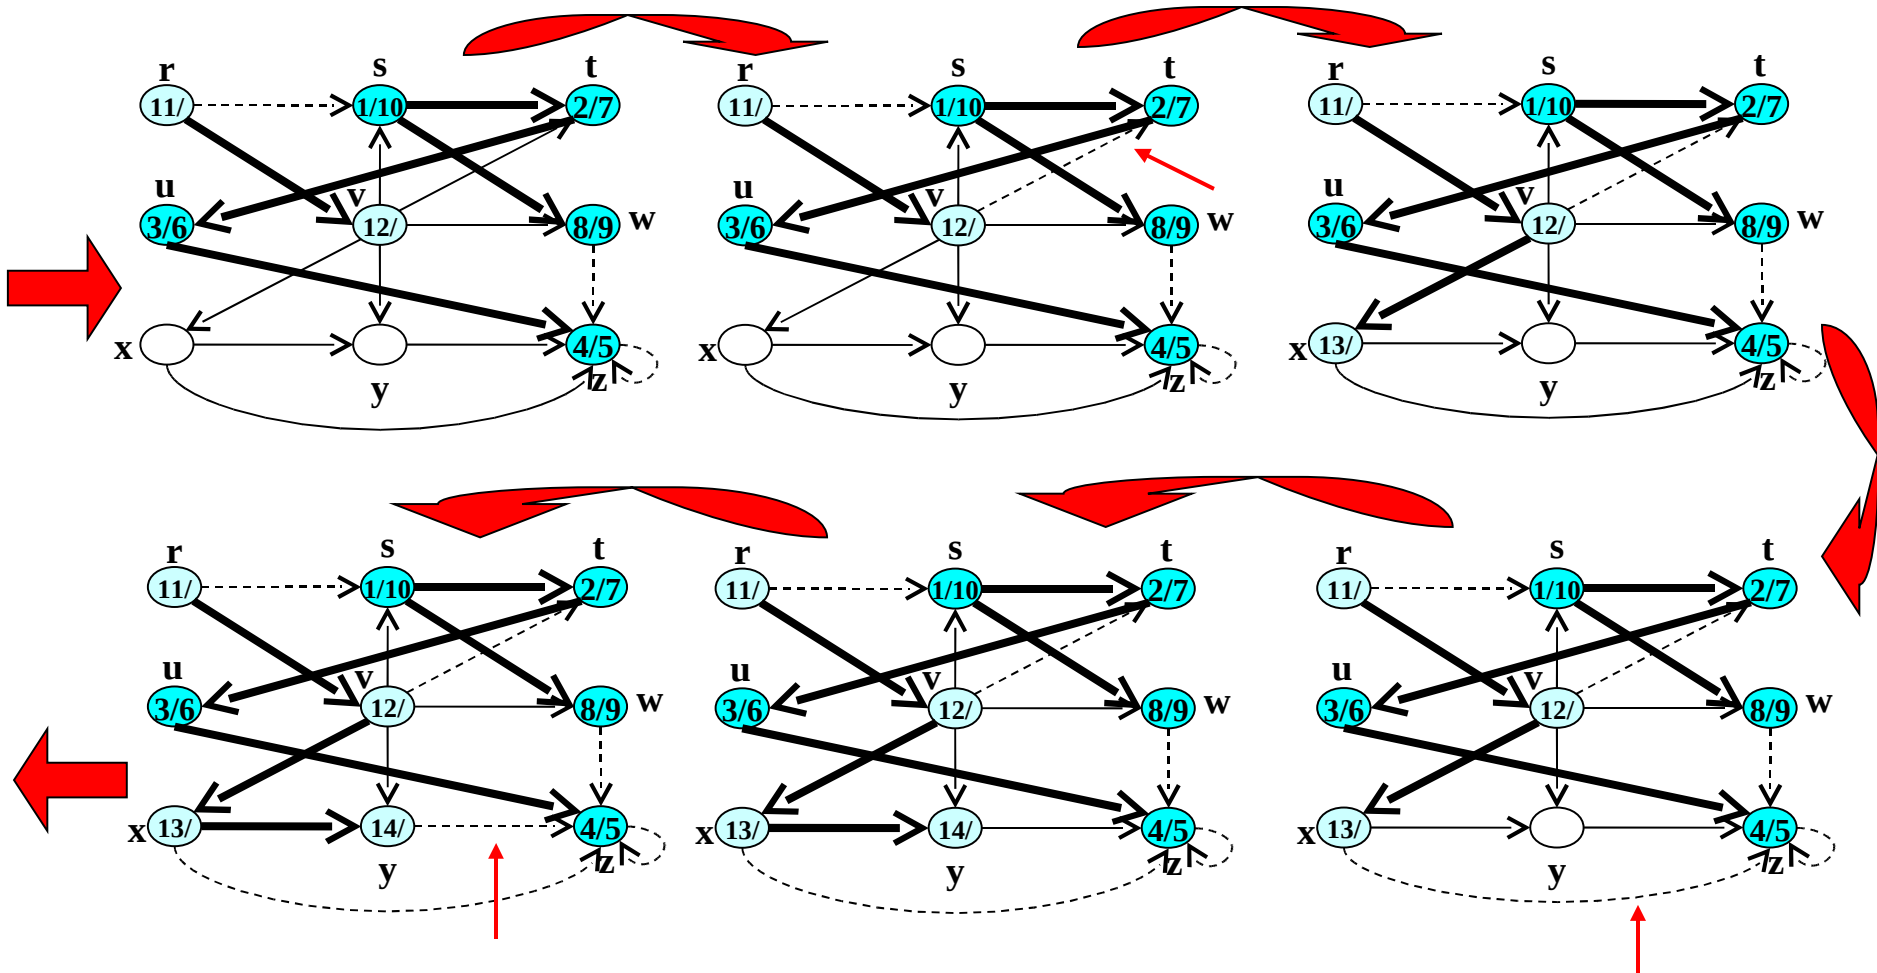 r s t
11/ 1/10 2/7
u v w
3/6 12/ 8/9
x 4/5
y z
r s t
11/ 1/10 2/7
u v w
3/6 12/ 8/9
x 4/5
y z
r s t
11/ 1/10 2/7
u v w
3/6 12/ 8/9
x 13/ 4/5
y z
r s t
11/ 1/10 2/7
u v w
3/6 12/ 8/9
x 13/ 14/ 4/5
y z
r s t
11/ 1/10 2/7
u v w
3/6 12/ 8/9
x 13/ 14/ 4/5
y z
r s t
11/ 1/10 2/7
u v w
3/6 12/ 8/9
x 13/ 4/5
y z